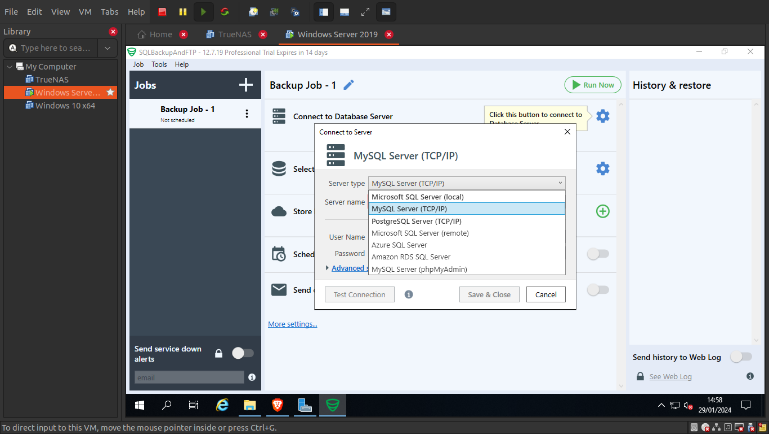 File Edit View VM Tabs Help
Library
Type here to sea...
My Computer
TrueNAS
Windows Serve...
Windows 10 x64
Home
TrueNAS
Windows Server 2019
SQLBackupAndFTP - 12.7.19 Professional Trial Expires in 14 days
Job Tools Help
Jobs
Backup Job - 1
Not scheduled
Send service down
alerts
email
Backup Job - 1
Run Now
Connect to Database Server
Click this button to connect to
Database Server
Select
Store
Sched
Send
More settings...
Connect to Server
MySQL Server (TCP/IP)
Server type
MySQL Server (TCP/IP)
Server name
Microsoft SQL Server (local)
MySQL Server (TCP/IP)
PostgreSQL Server (TCP/IP)
Microsoft SQL Server (remote)
Azure SQL Server
Amazon RDS SQL Server
MySQL Server (phpMyAdmin)
User Name
Password
Advanced s
Test Connection
Save & Close
Cancel
History & restore
Send history to Web Log
See Web Log
14:58
29/01/2024
To direct input to this VM, move the mouse pointer inside or press Ctrl+G.